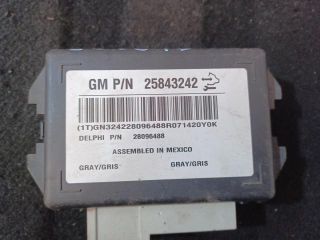 GM P/N 25843242
(1T)GN324228096488R071420Y0K
DELPHI P/N 28096488
ASSEMBLED IN MEXICO
GRAY/GRIS GRAY/GRIS